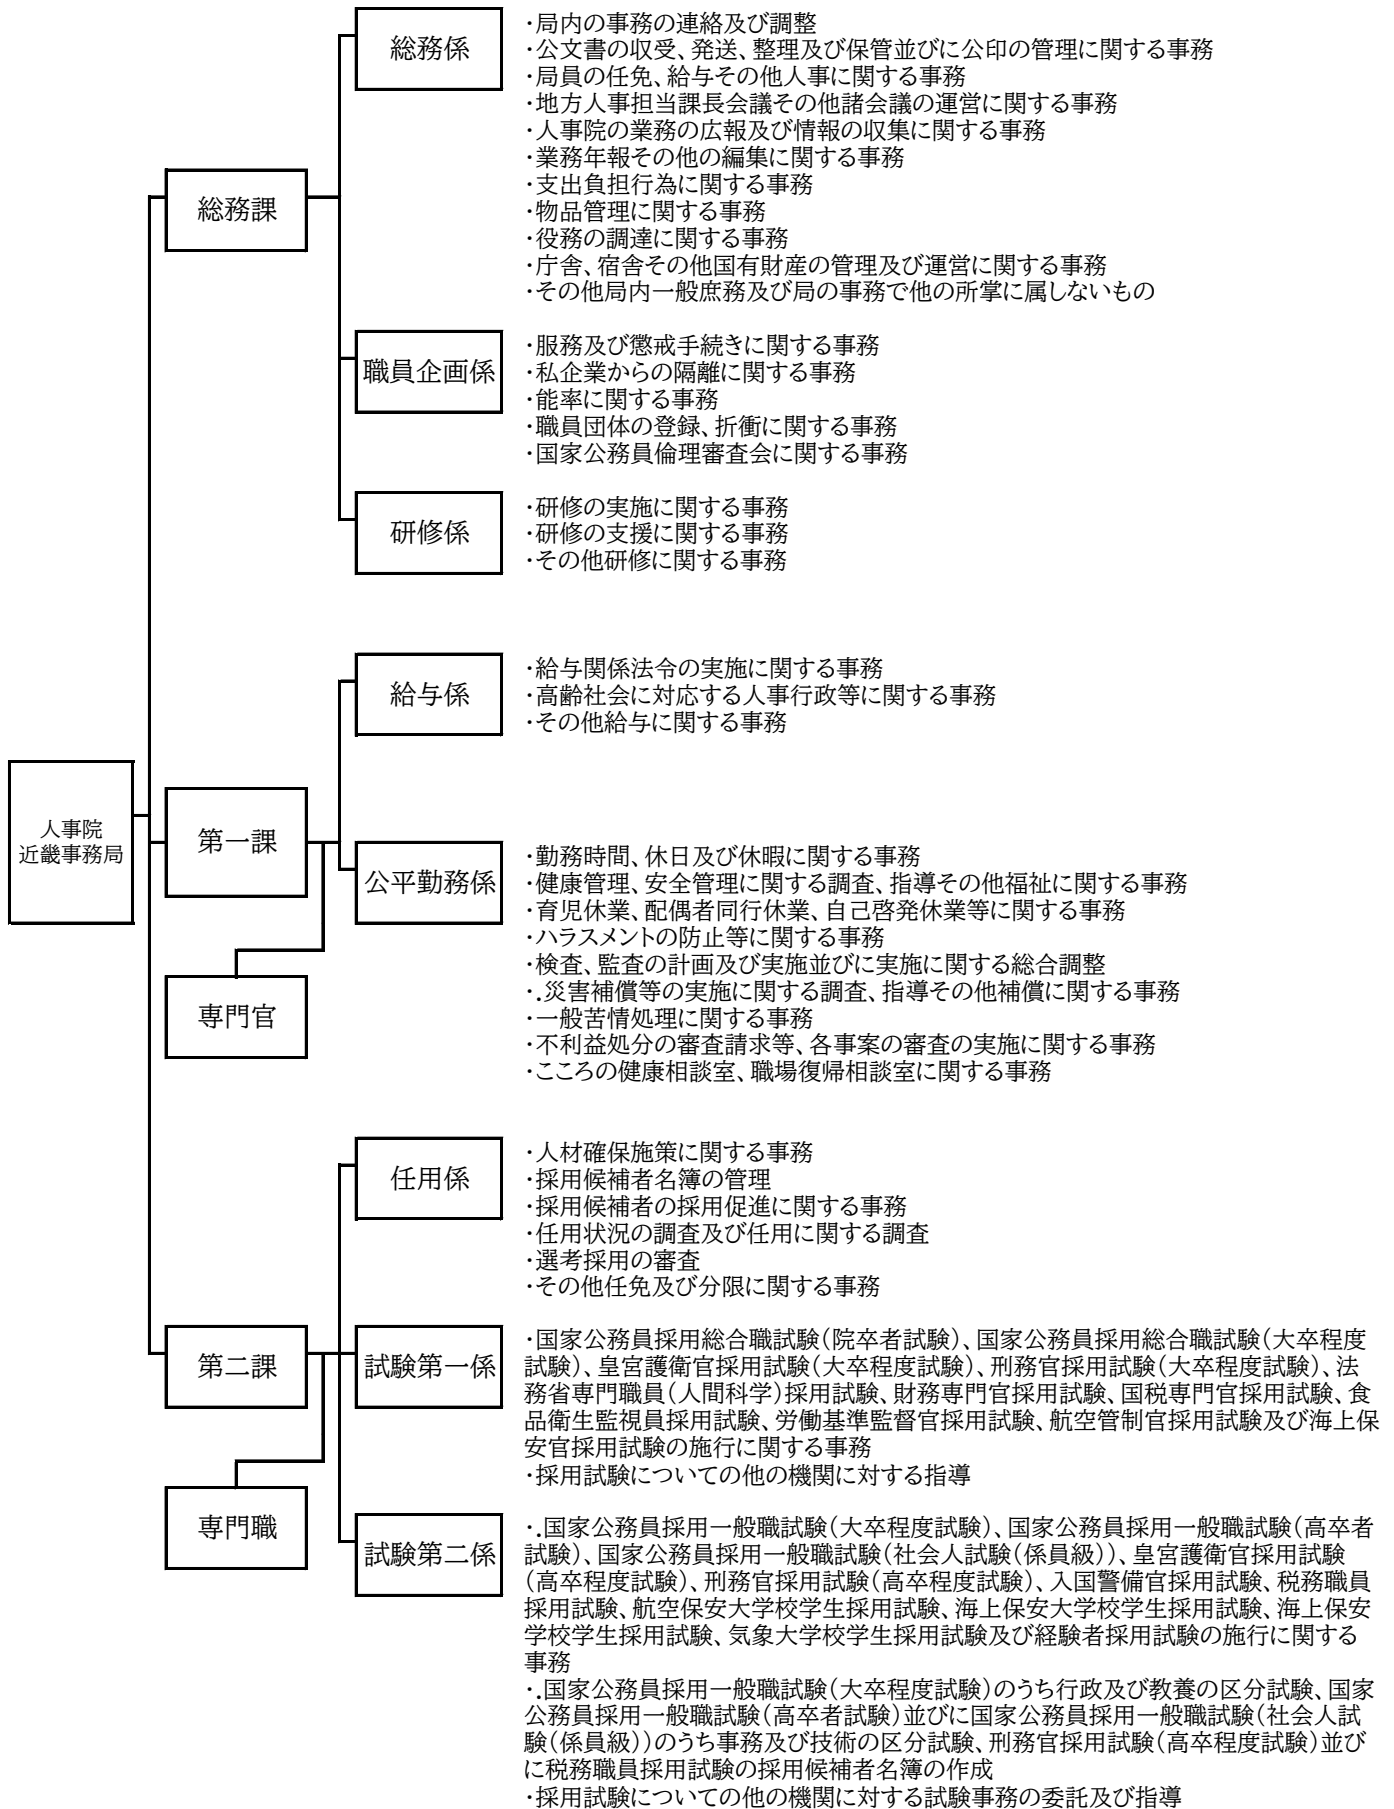 総務係
・局内の事務の連絡及び調整
・公文書の収受、発送、整理及び保管並びに公印の管理に関する事務
・局員の任免、給与その他人事に関する事務
・地方人事担当課長会議その他諸会議の運営に関する事務
・人事院の業務の広報及び情報の収集に関する事務
・業務年報その他の編集に関する事務
・支出負担行為に関する事務
・物品管理に関する事務
・役務の調達に関する事務
・庁舎、宿舎その他国有財産の管理及び運営に関する事務
・その他局内一般庶務及び局の事務で他の所掌に属しないもの
総務課
職員企画係
・服務及び懲戒手続きに関する事務
・私企業からの隔離に関する事務
・能率に関する事務
・職員団体の登録、折衝に関する事務
・国家公務員倫理審査会に関する事務
研修係
・研修の実施に関する事務
・研修の支援に関する事務
・その他研修に関する事務
給与係
・給与関係法令の実施に関する事務
・高齢社会に対応する人事行政等に関する事務
・その他給与に関する事務
人事院
近畿事務局
第一課
公平勤務係
・勤務時間、休日及び休暇に関する事務
・健康管理、安全管理に関する調査、指導その他福祉に関する事務
・育児休業、配偶者同行休業、自己啓発休業等に関する事務
・ハラスメントの防止等に関する事務
・検査、監査の計画及び実施並びに実施に関する総合調整
・.災害補償等の実施に関する調査、指導その他補償に関する事務
・一般苦情処理に関する事務
・不利益処分の審査請求等、各事案の審査の実施に関する事務
・こころの健康相談室、職場復帰相談室に関する事務
専門官
任用係
・人材確保施策に関する事務
・採用候補者名簿の管理
・採用候補者の採用促進に関する事務
・任用状況の調査及び任用に関する調査
・選考採用の審査
・その他任免及び分限に関する事務
第二課
試験第一係
・国家公務員採用総合職試験(院卒者試験)、国家公務員採用総合職試験(大卒程度
試験)、皇宮護衛官採用試験(大卒程度試験)、刑務官採用試験(大卒程度試験)、法
務省専門職員(人間科学)採用試験、財務専門官採用試験、国税専門官採用試験、食
品衛生監視員採用試験、労働基準監督官採用試験、航空管制官採用試験及び海上保
安官採用試験の施行に関する事務
・採用試験についての他の機関に対する指導
専門職
試験第二係
・.国家公務員採用一般職試験(大卒程度試験)、国家公務員採用一般職試験(高卒者
試験)、国家公務員採用一般職試験(社会人試験(係員級))、皇宮護衛官採用試験
(高卒程度試験)、刑務官採用試験(高卒程度試験)、入国警備官採用試験、税務職員
採用試験、航空保安大学校学生採用試験、海上保安大学校学生採用試験、海上保安
学校学生採用試験、気象大学校学生採用試験及び経験者採用試験の施行に関する
事務
・.国家公務員採用一般職試験(大卒程度試験)のうち行政及び教養の区分試験、国家
公務員採用一般職試験(高卒者試験)並びに国家公務員採用一般職試験(社会人試
験(係員級))のうち事務及び技術の区分試験、刑務官採用試験(高卒程度試験)並び
に税務職員採用試験の採用候補者名簿の作成
・採用試験についての他の機関に対する試験事務の委託及び指導